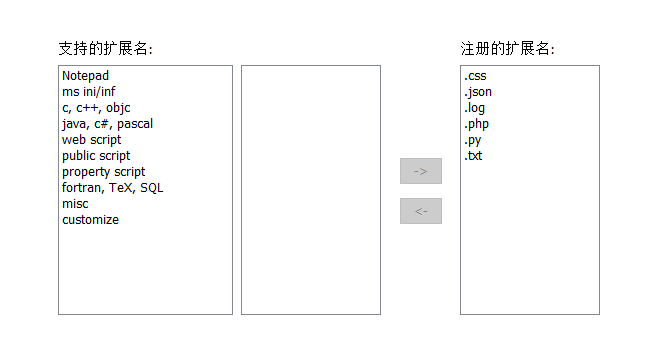 支持的扩展名:
Notepad
ms ini/inf
c, c++, objc
java, c#, pascal
web script
public script
property script
fortran, TeX, SQL
misc
customize
->
<-
注册的扩展名:
.css
.json
.log
.php
.py
.txt